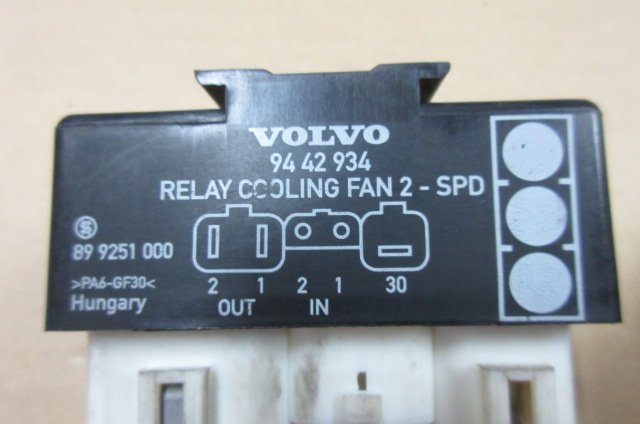 VOLVO
94 42 934
RELAY COOLING FAN 2 - SPD
S
89 9251 000
>PA6-GF30<
Hungary
2 1 2 1 30
OUT IN